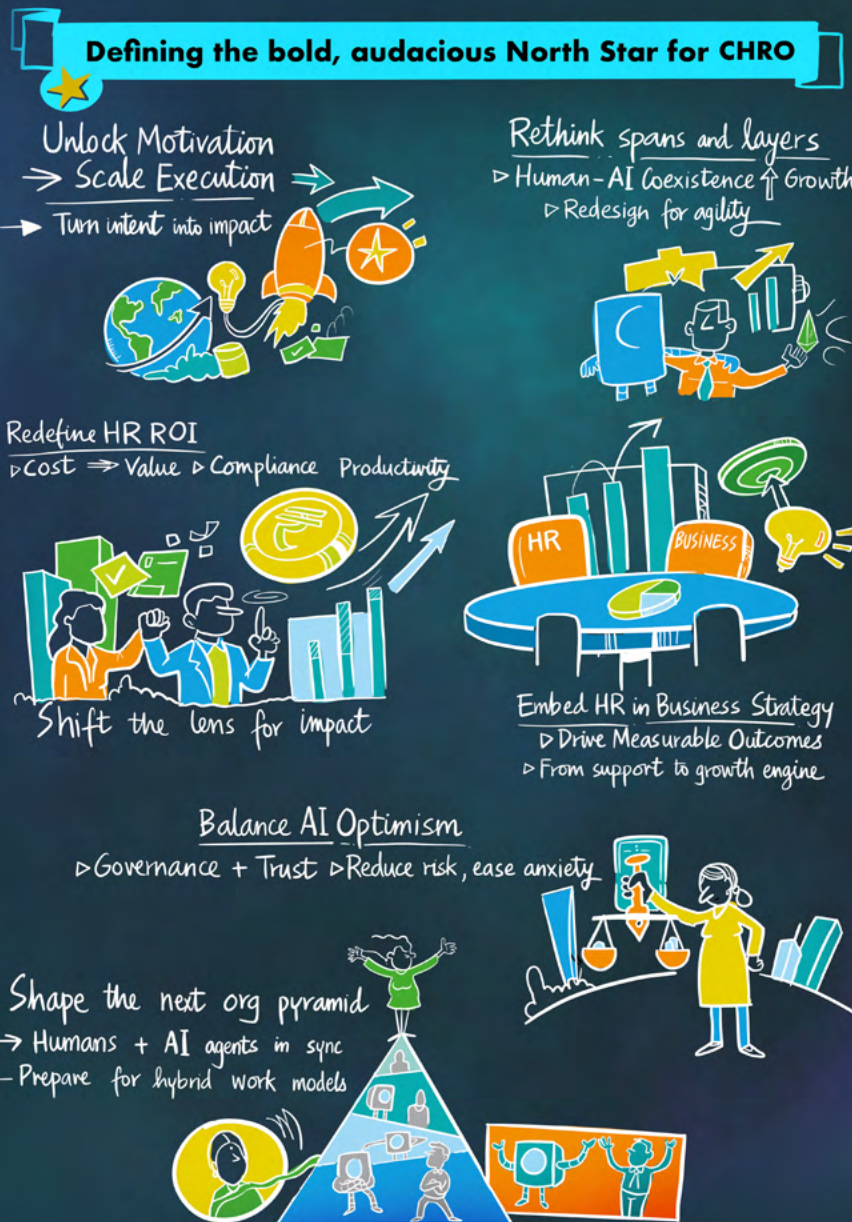 Defining the bold, audacious North Star for CHRO
Unlock Motivation
→ Scale Execution →
→ Turn intent into impact
Rethink spans and layers
▷ Human-AI Coexistence ⇑ Growth
▷ Redesign for agility
Redefine HR ROI
▷ Cost ⇒ Value ▷ Compliance Productivity
₹
Shift the lens for impact
HR
BUSINESS
Embed HR in Business Strategy
▷ Drive Measurable Outcomes
▷ From support to growth engine
Balance AI Optimism
▷ Governance + Trust ▷ Reduce risk, ease anxiety
Shape the next org pyramid
→ Humans + AI agents in sync
– Prepare for hybrid work models